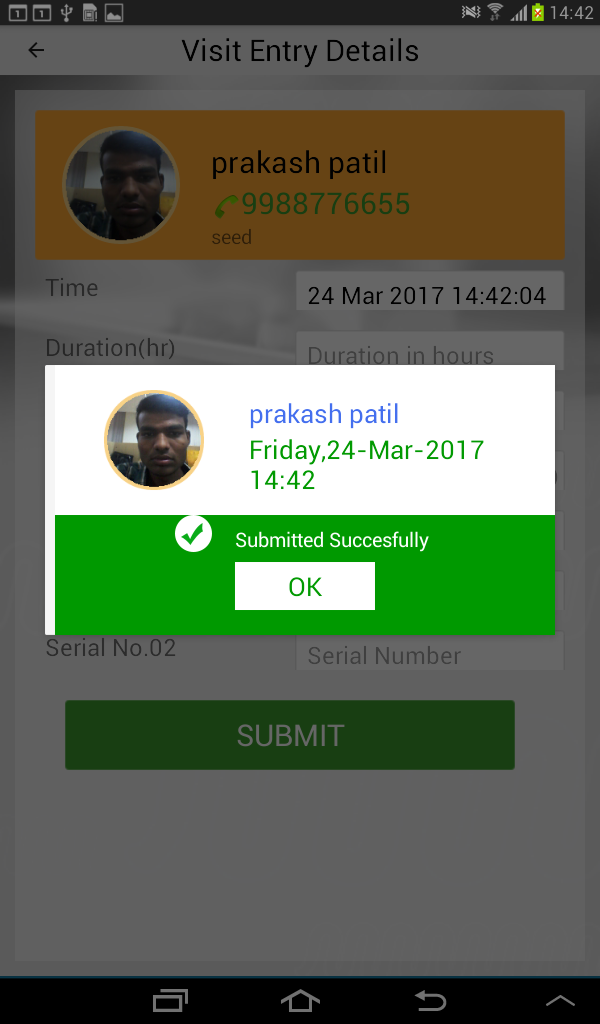 1 1 14:42
Visit Entry Details
prakash patil
9988776655
seed
Time 24 Mar 2017 14:42:04
Duration(hr) Duration in hours
prakash patil
Friday,24-Mar-2017
14:42
Submitted Succesfully
OK
Serial No.02 Serial Number
SUBMIT